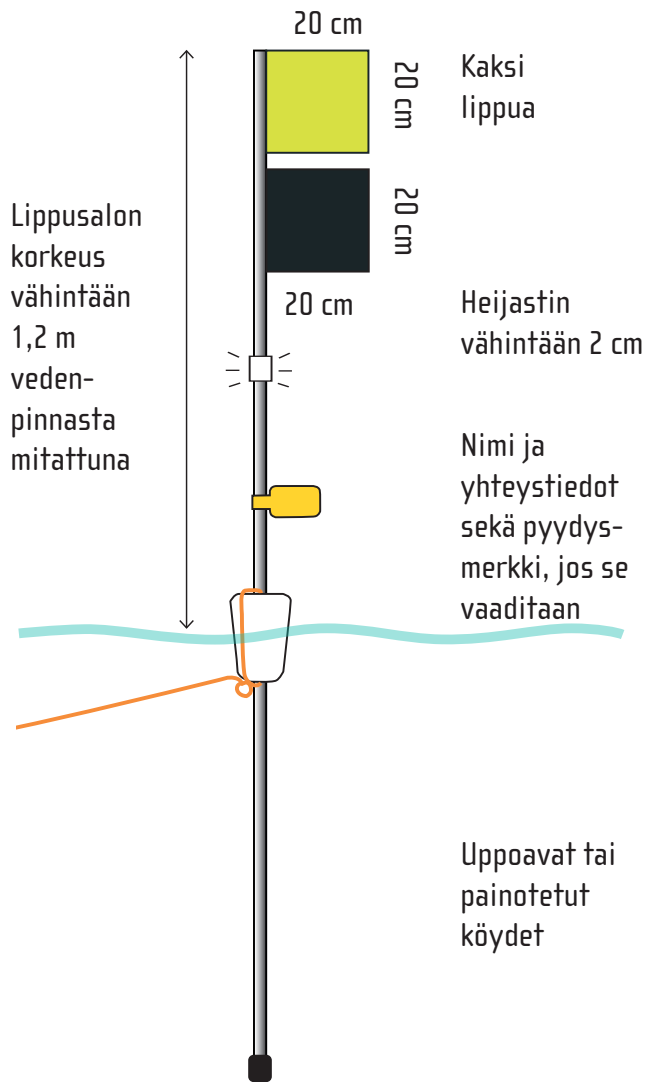 20 cm
20 cm
Kaksi
lippua
20 cm
20 cm
Lippusalon
korkeus
vähintään
1,2 m
veden-
pinnasta
mitattuna
Heijastin
vähintään 2 cm
Nimi ja
yhteystiedot
sekä pyydys-
merkki, jos se
vaaditaan
Uppoavat tai
painotetut
köydet